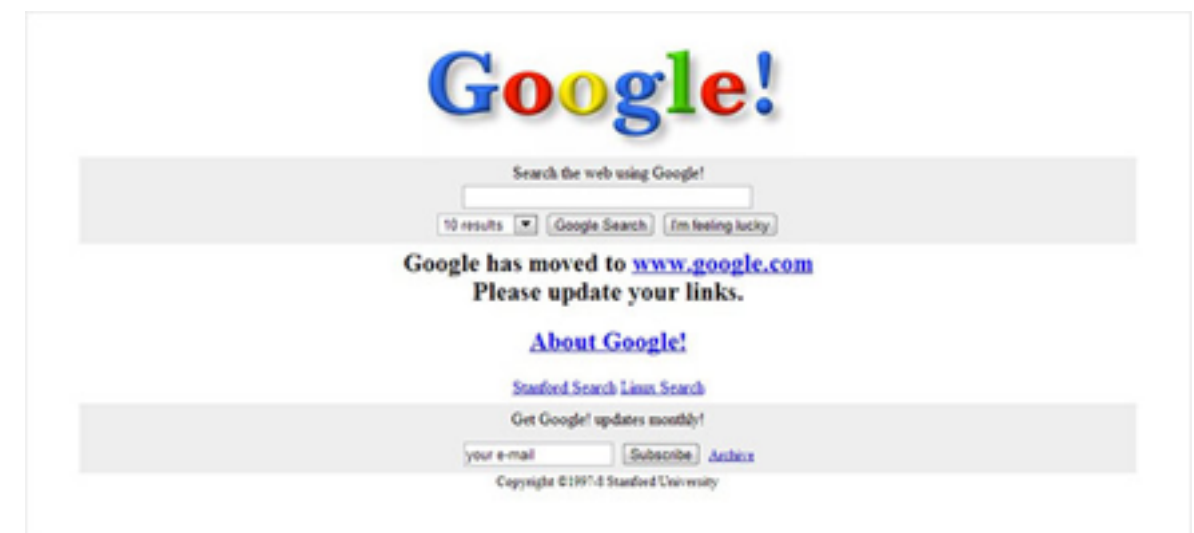 Google!
Search the web using Google!
10 results Google Search I'm feeling lucky
Google has moved to www.google.com
Please update your links.
About Google!
Stanford Search Linux Search
Get Google! updates monthly!
your e-mail Subscribe Archive
Copyright ©1997-8 Stanford University